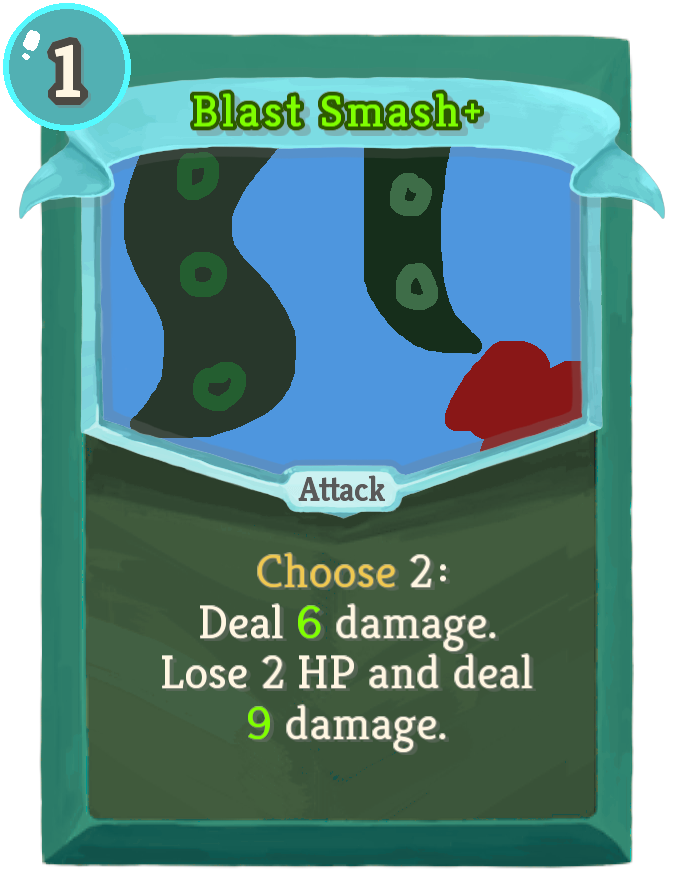 1
Blast Smash+
Attack
Choose 2:
Deal 6 damage.
Lose 2 HP and deal
9 damage.